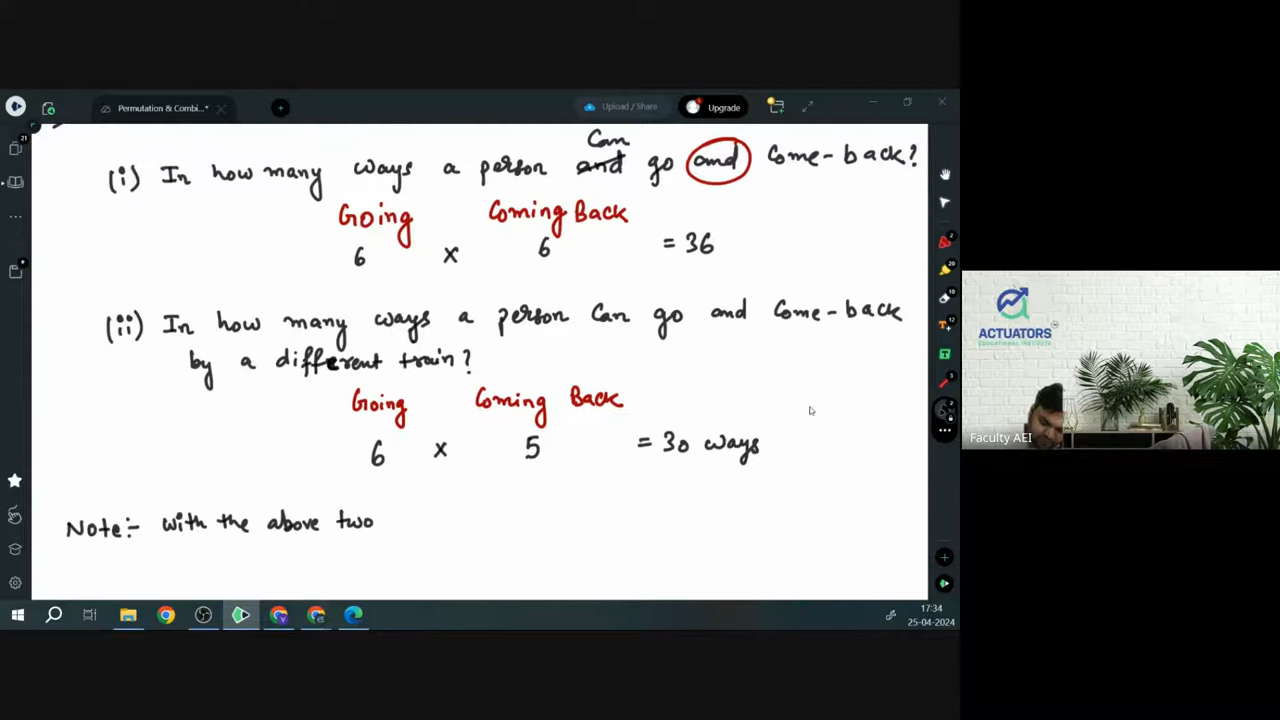 Permutation & Combi...*
Upload / Share
Upgrade
Can
(i) In how many ways a person and go and Come-back?
Going Coming Back
6 x 6 = 36
(ii) In how many ways a person Can go and Come-back
by a different train?
Going Coming Back
6 x 5 = 30 ways
Note:- with the above two
ACTUATORS
EDUCATIONAL INSTITUTE
Faculty AEI
17:34
25-04-2024